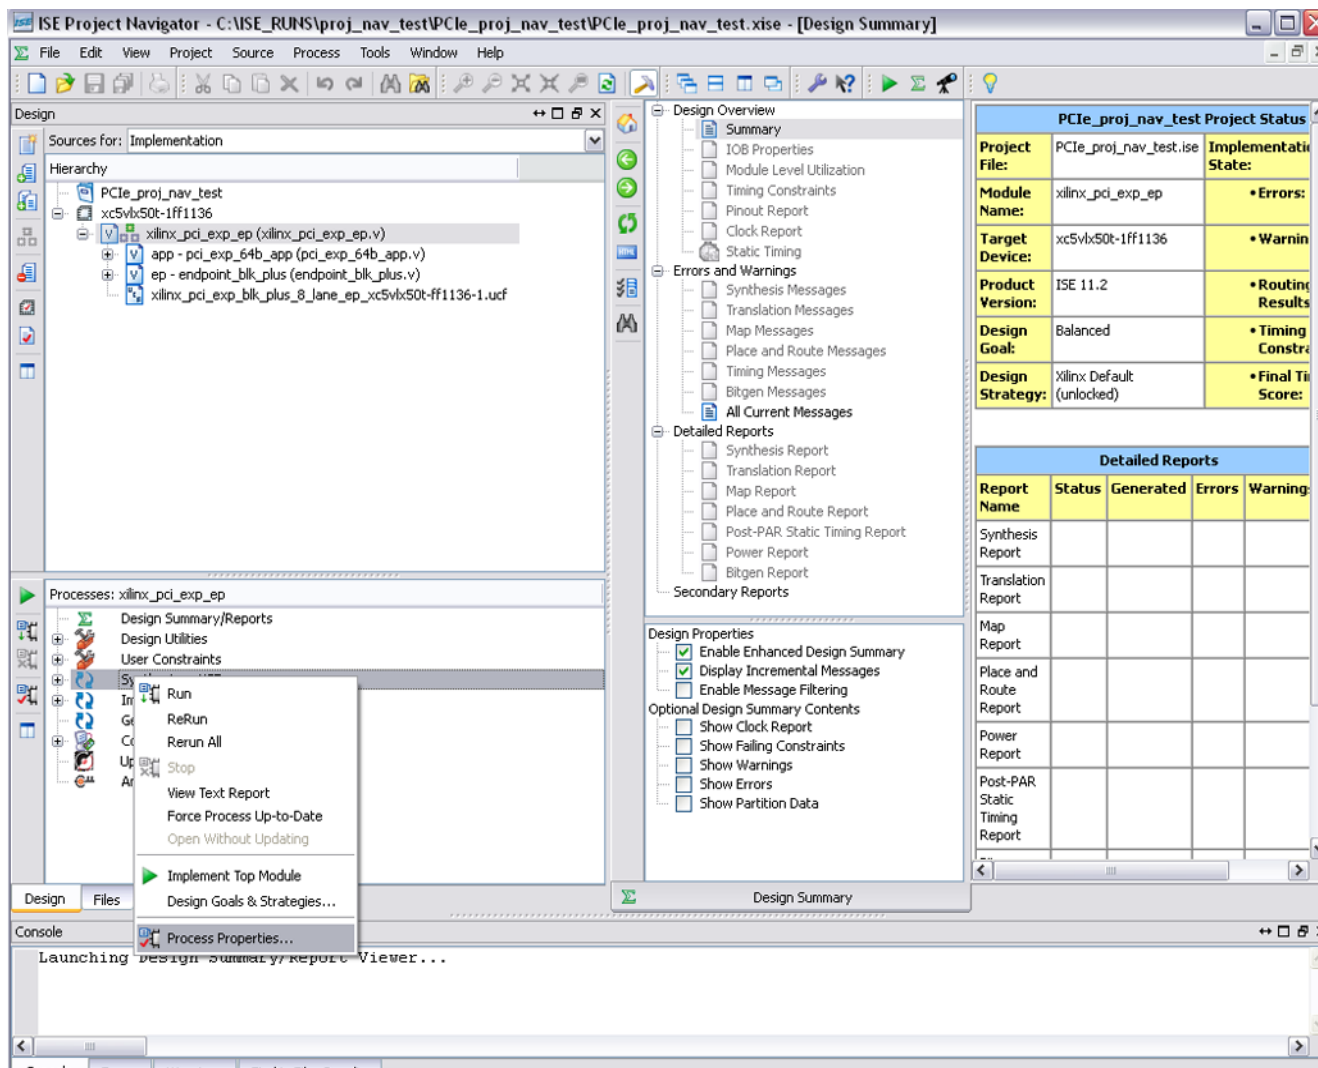 ISE Project Navigator - C:\ISE_RUNS\proj_nav_test\PCIe_proj_nav_test\PCIe_proj_nav_test.xise - [Design Summary]
File Edit View Project Source Process Tools Window Help
Design
Sources for: Implementation
Hierarchy
PCIe_proj_nav_test
xc5vlx50t-1ff1136
xilinx_pci_exp_ep (xilinx_pci_exp_ep.v)
app - pci_exp_64b_app (pci_exp_64b_app.v)
ep - endpoint_blk_plus (endpoint_blk_plus.v)
xilinx_pci_exp_blk_plus_8_lane_ep_xc5vlx50t-ff1136-1.ucf
Processes: xilinx_pci_exp_ep
Design Summary/Reports
Design Utilities
User Constraints
Run
ReRun
Rerun All
Stop
View Text Report
Force Process Up-to-Date
Open Without Updating
Implement Top Module
Design Goals & Strategies...
Process Properties...
Design Files
Design Overview
Summary
IOB Properties
Module Level Utilization
Timing Constraints
Pinout Report
Clock Report
Static Timing
Errors and Warnings
Synthesis Messages
Translation Messages
Map Messages
Place and Route Messages
Timing Messages
Bitgen Messages
All Current Messages
Detailed Reports
Synthesis Report
Translation Report
Map Report
Place and Route Report
Post-PAR Static Timing Report
Power Report
Bitgen Report
Secondary Reports
Design Properties
Enable Enhanced Design Summary
Display Incremental Messages
Enable Message Filtering
Optional Design Summary Contents
Show Clock Report
Show Failing Constraints
Show Warnings
Show Errors
Show Partition Data
Design Summary
PCIe_proj_nav_test Project Status
Project File: PCIe_proj_nav_test.ise Implementatio State:
Module Name: xilinx_pci_exp_ep • Errors:
Target Device: xc5vlx50t-1ff1136 • Warnin
Product Version: ISE 11.2 • Routing Results
Design Goal: Balanced • Timing Constra
Design Strategy: Xilinx Default (unlocked) • Final Ti Score:
Detailed Reports
Report Name Status Generated Errors Warning
Synthesis Report
Translation Report
Map Report
Place and Route Report
Power Report
Post-PAR Static Timing Report
Console
Launching Design Summary/Report Viewer...